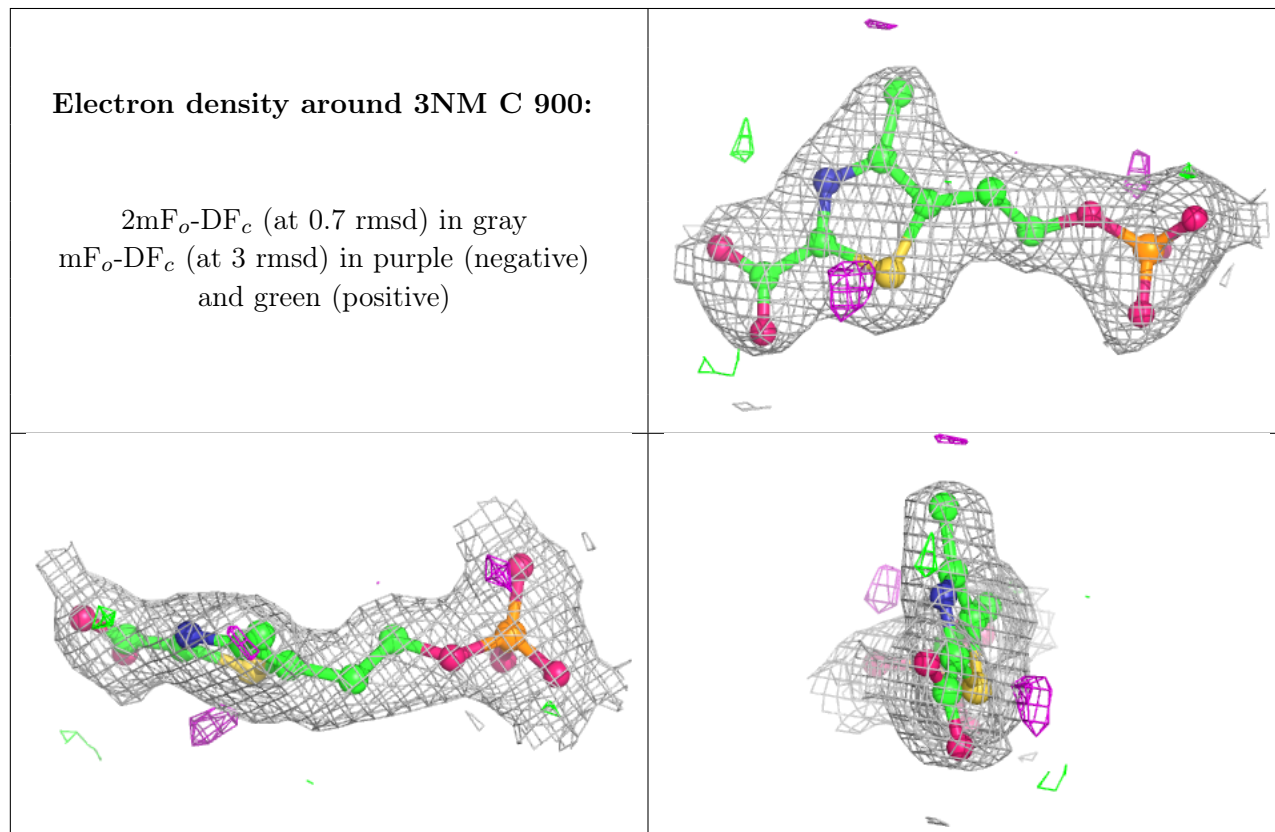 Electron density around 3NM C 900:
2mFo-DFc (at 0.7 rmsd) in gray
mFo-DFc (at 3 rmsd) in purple (negative)
and green (positive)